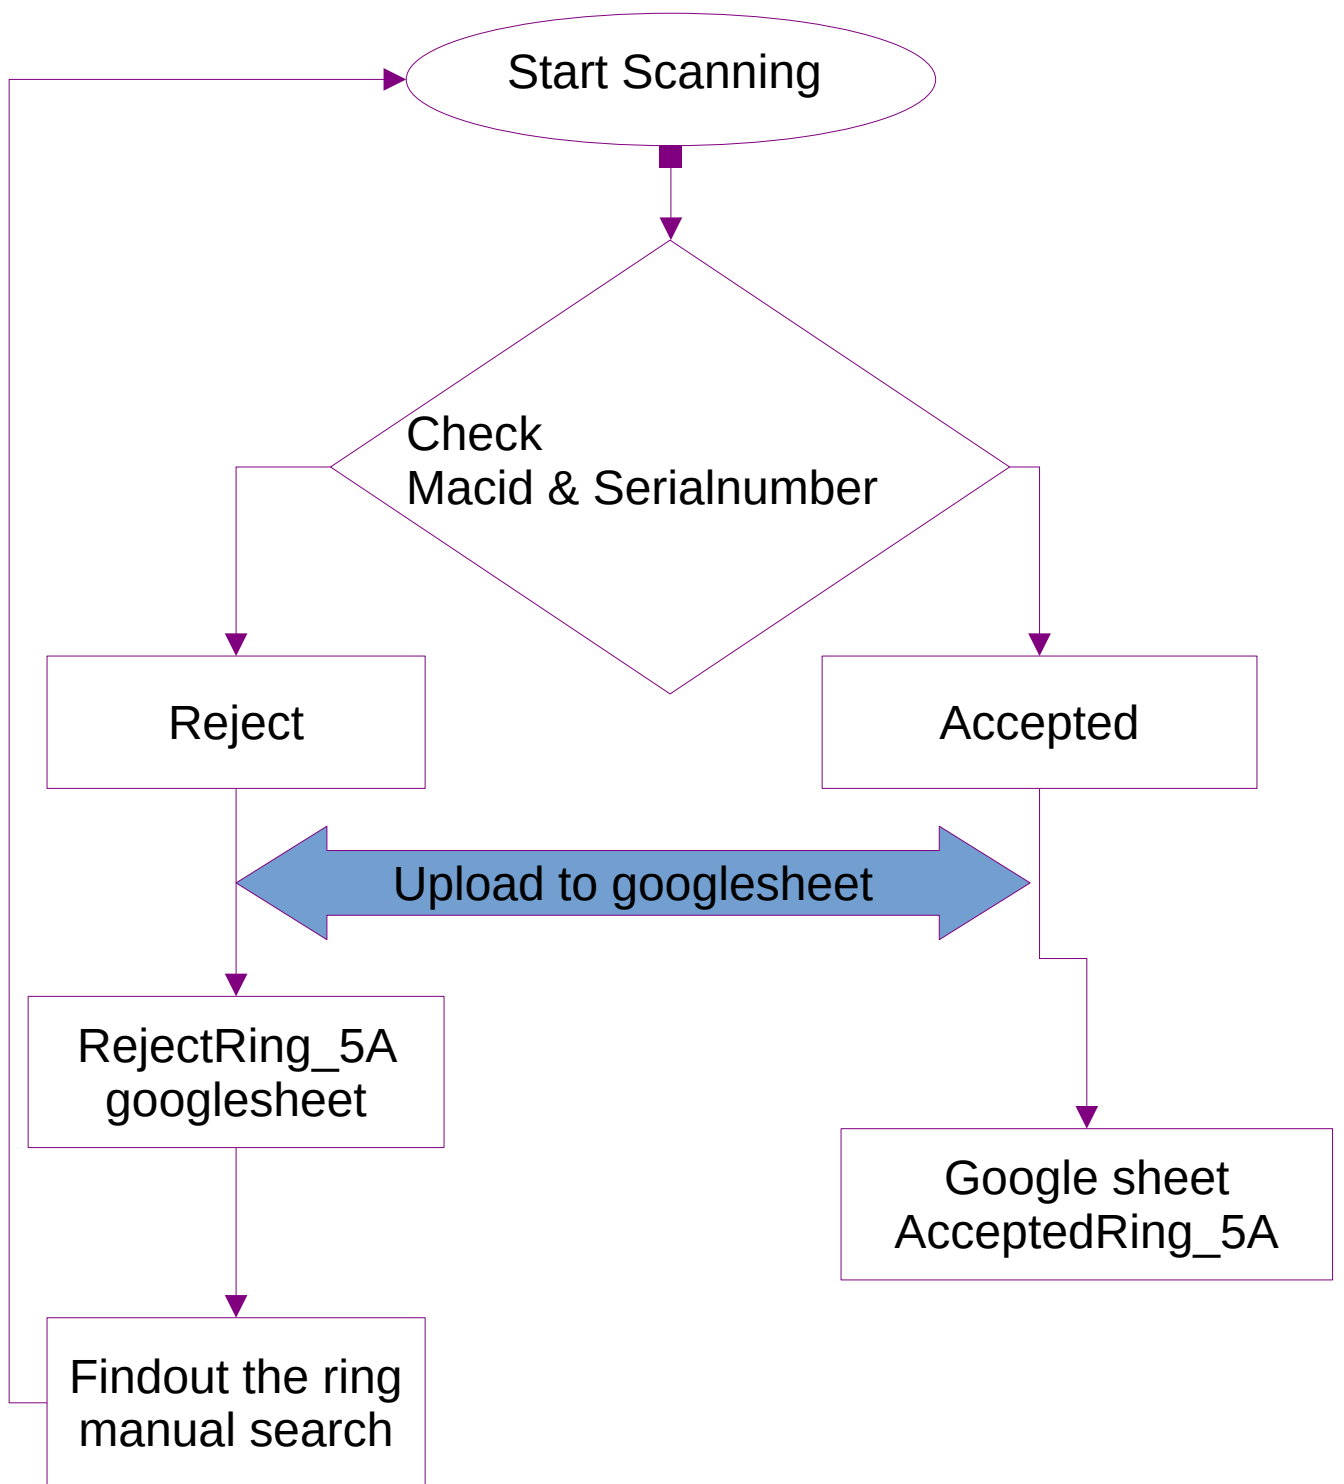 Start Scanning
Check
Macid & Serialnumber
Reject
Accepted
Upload to googlesheet
RejectRing_5A
googlesheet
Google sheet
AcceptedRing_5A
Findout the ring
manual search